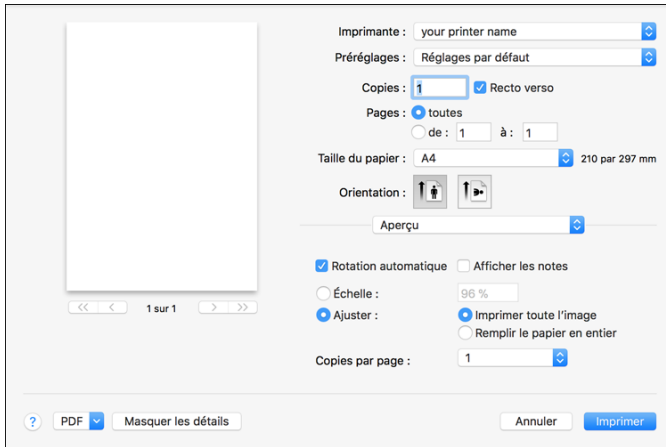 Imprimante : your printer name
Préréglages : Réglages par défaut
Copies : 1 Recto verso
Pages : toutes
de : 1 à : 1
Taille du papier : A4 210 par 297 mm
Orientation :
Aperçu
Rotation automatique Afficher les notes
Échelle : 96 %
Ajuster : Imprimer toute l'image
Remplir le papier en entier
Copies par page : 1
<< < 1 sur 1 > >>
? PDF Masquer les détails Annuler Imprimer